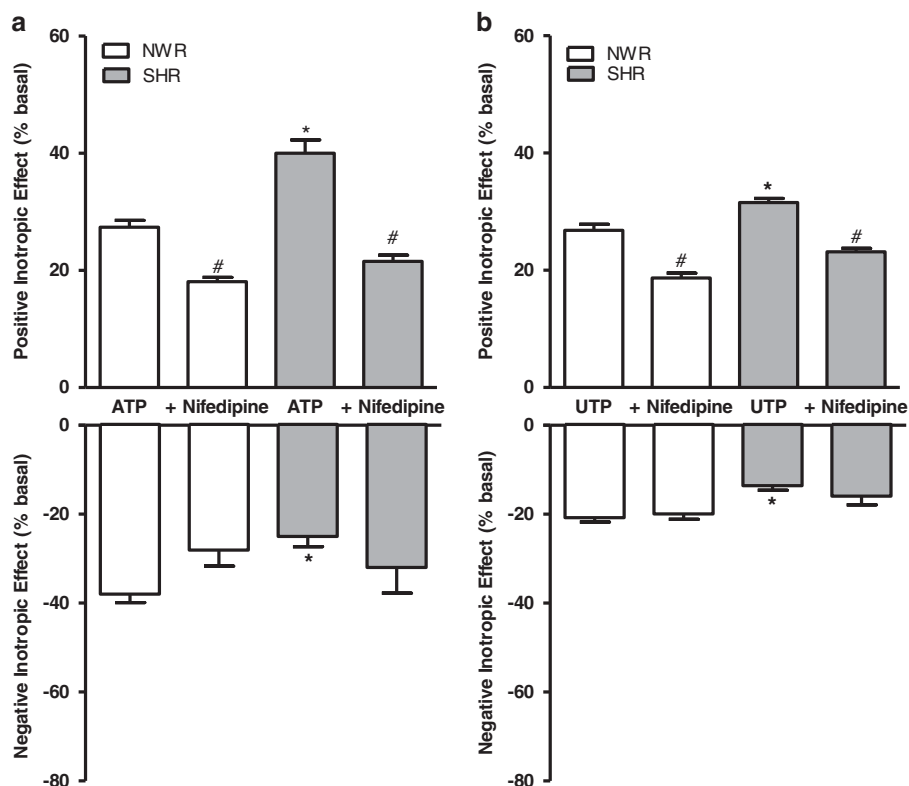 a
Positive Inotropic Effect (% basal)
60
40
20
0
NWR
SHR
*
#
#
ATP + Nifedipine ATP + Nifedipine
Negative Inotropic Effect (% basal)
0
-20
-40
-60
-80
*
b
Positive Inotropic Effect (% basal)
60
40
20
0
NWR
SHR
*
#
#
UTP + Nifedipine UTP + Nifedipine
Negative Inotropic Effect (% basal)
0
-20
-40
-60
-80
*